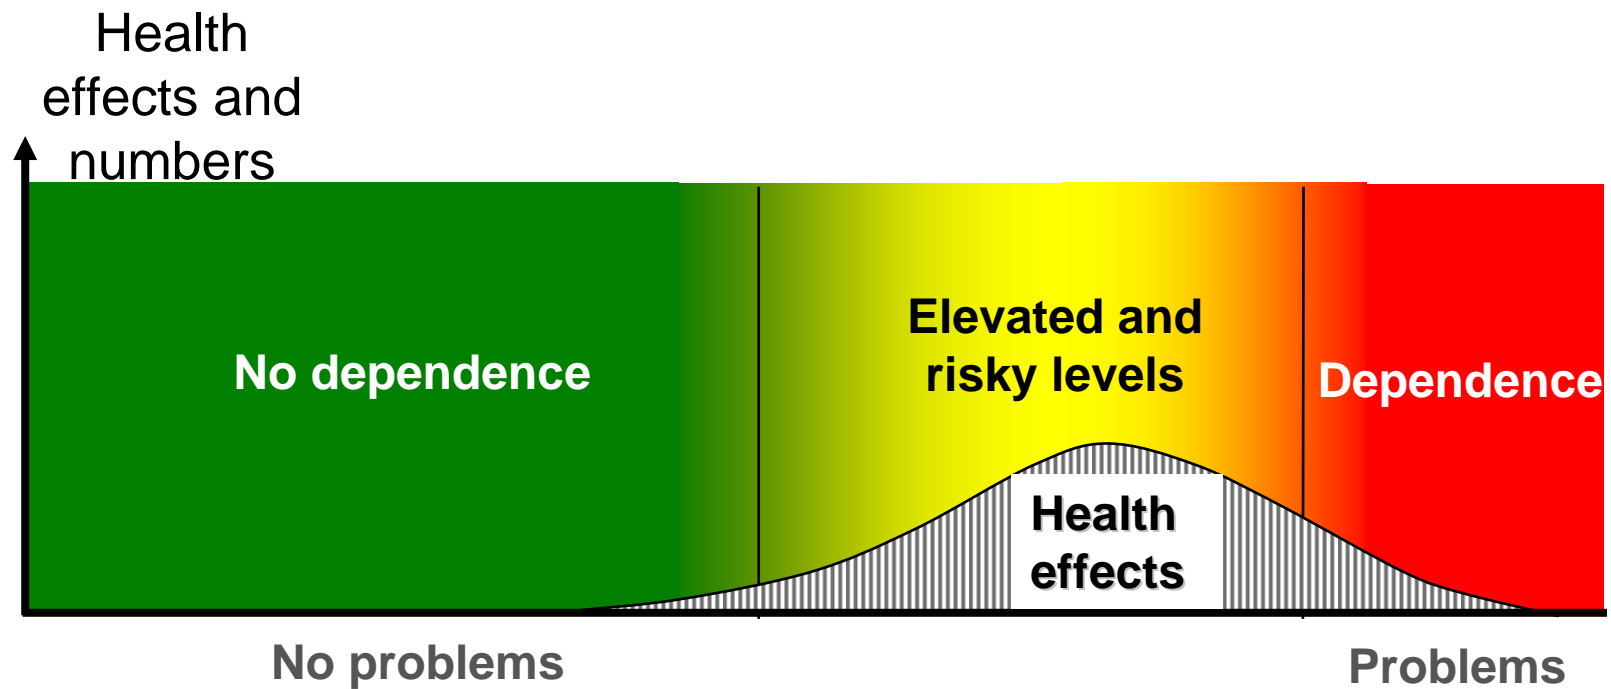 Health
effects and
numbers
No dependence
Elevated and
risky levels
Dependence
Health
effects
No problems
Problems